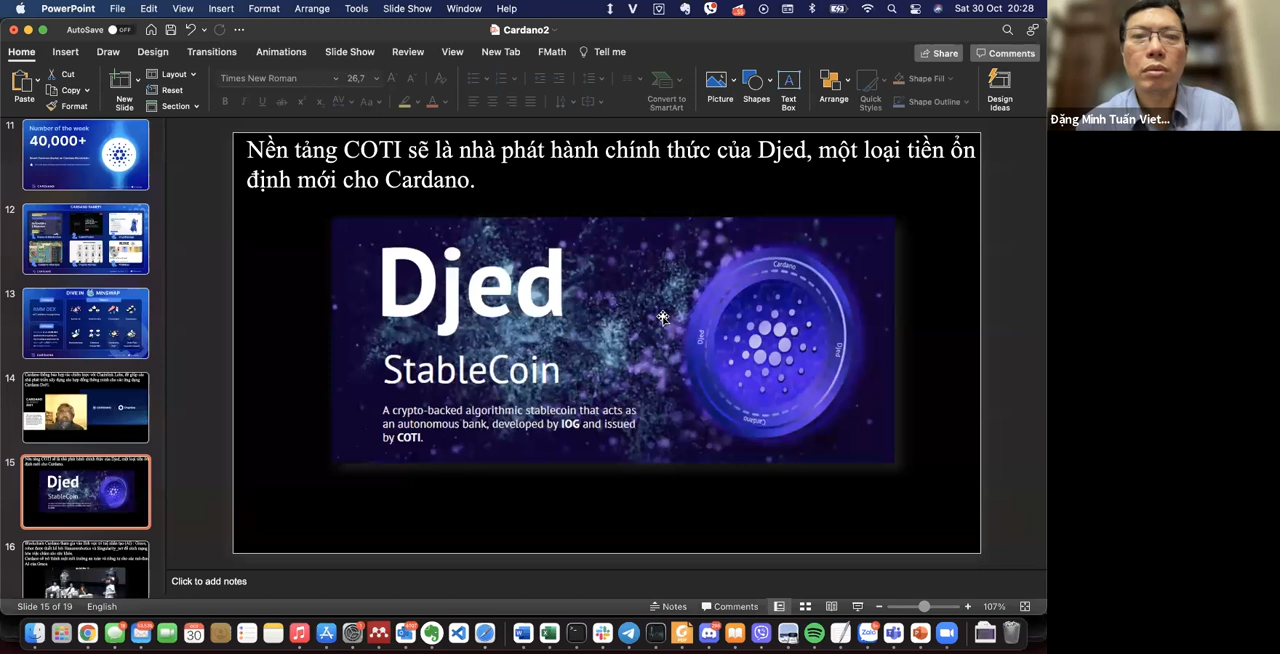 PowerPoint File Edit View Insert Format Arrange Tools Slide Show Window Help
Sat 30 Oct 20:28
AutoSave OFF
Cardano2
Home Insert Draw Design Transitions Animations Slide Show Review View New Tab FMath Tell me
Share Comments
Paste
Cut
Copy
Format
New Slide
Layout
Reset
Section
Times New Roman 26,7
Convert to SmartArt
Picture
Shapes
Text Box
Arrange
Quick Styles
Shape Fill
Shape Outline
Design Ideas
Đặng Minh Tuấn Viet...
11
Number of the week
40,000+
12
13
DIVE IN MINSWAP
14
15
Djed
StableCoin
16
Nền tảng COTI sẽ là nhà phát hành chính thức của Djed, một loại tiền ổn
định mới cho Cardano.
Djed
StableCoin
A crypto-backed algorithmic stablecoin that acts as
an autonomous bank, developed by IOG and issued
by COTI.
Cardano
Djed
Cardano
Djed
Click to add notes
Slide 15 of 19 English
Notes Comments 107%
OCT
30
Zalo